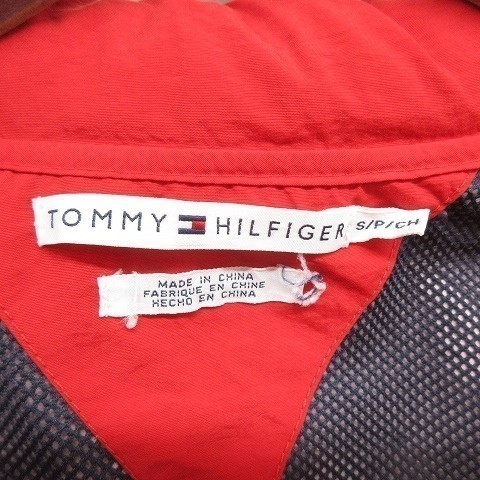 TOMMY HILFIGER S/P/CH
MADE IN CHINA
FABRIQUE EN CHINE
HECHO EN CHINA